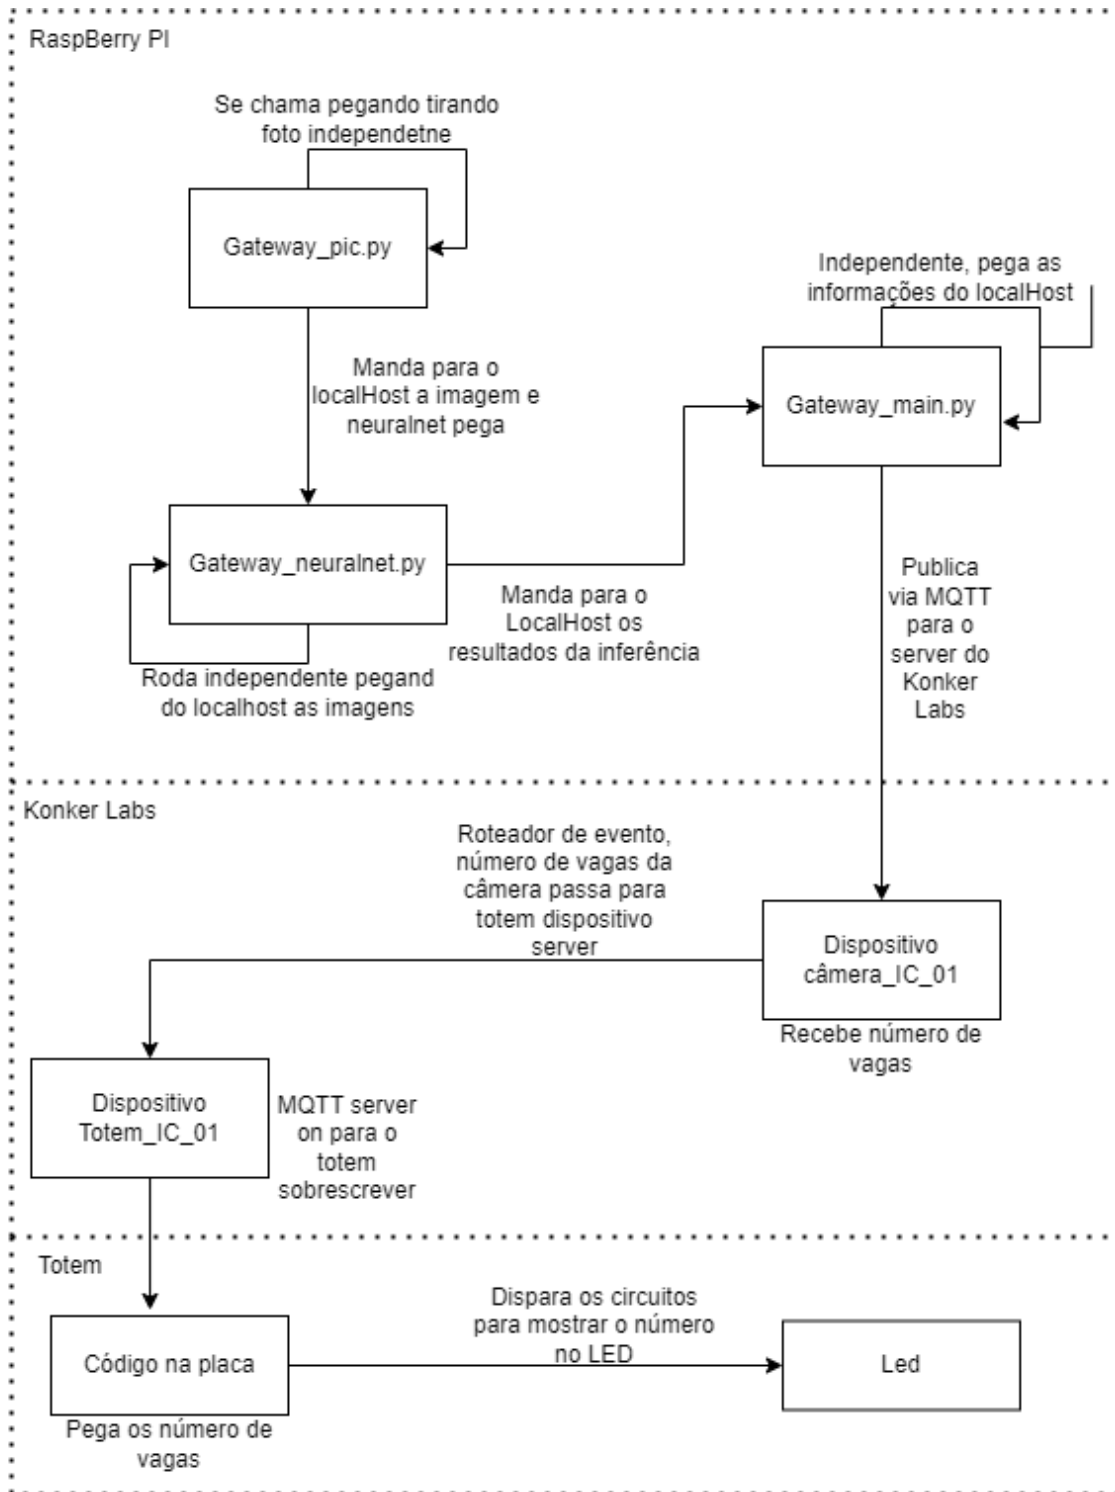 RaspBerry PI
Se chama pegando tirando
foto independetne
Gateway_pic.py
Independente, pega as
informações do localHost
Manda para o
localHost a imagem e
neuralnet pega
Gateway_main.py
Gateway_neuralnet.py
Manda para o
LocalHost os
resultados da inferência
Publica
via MQTT
para o
server do
Konker
Labs
Roda independente pegand
do localhost as imagens
Konker Labs
Roteador de evento,
número de vagas da
câmera passa para
totem dispositivo
server
Dispositivo
câmera_IC_01
Recebe número de
vagas
Dispositivo
Totem_IC_01
MQTT server
on para o
totem
sobrescrever
Totem
Dispara os circuitos
para mostrar o número
no LED
Código na placa
Led
Pega os número de
vagas